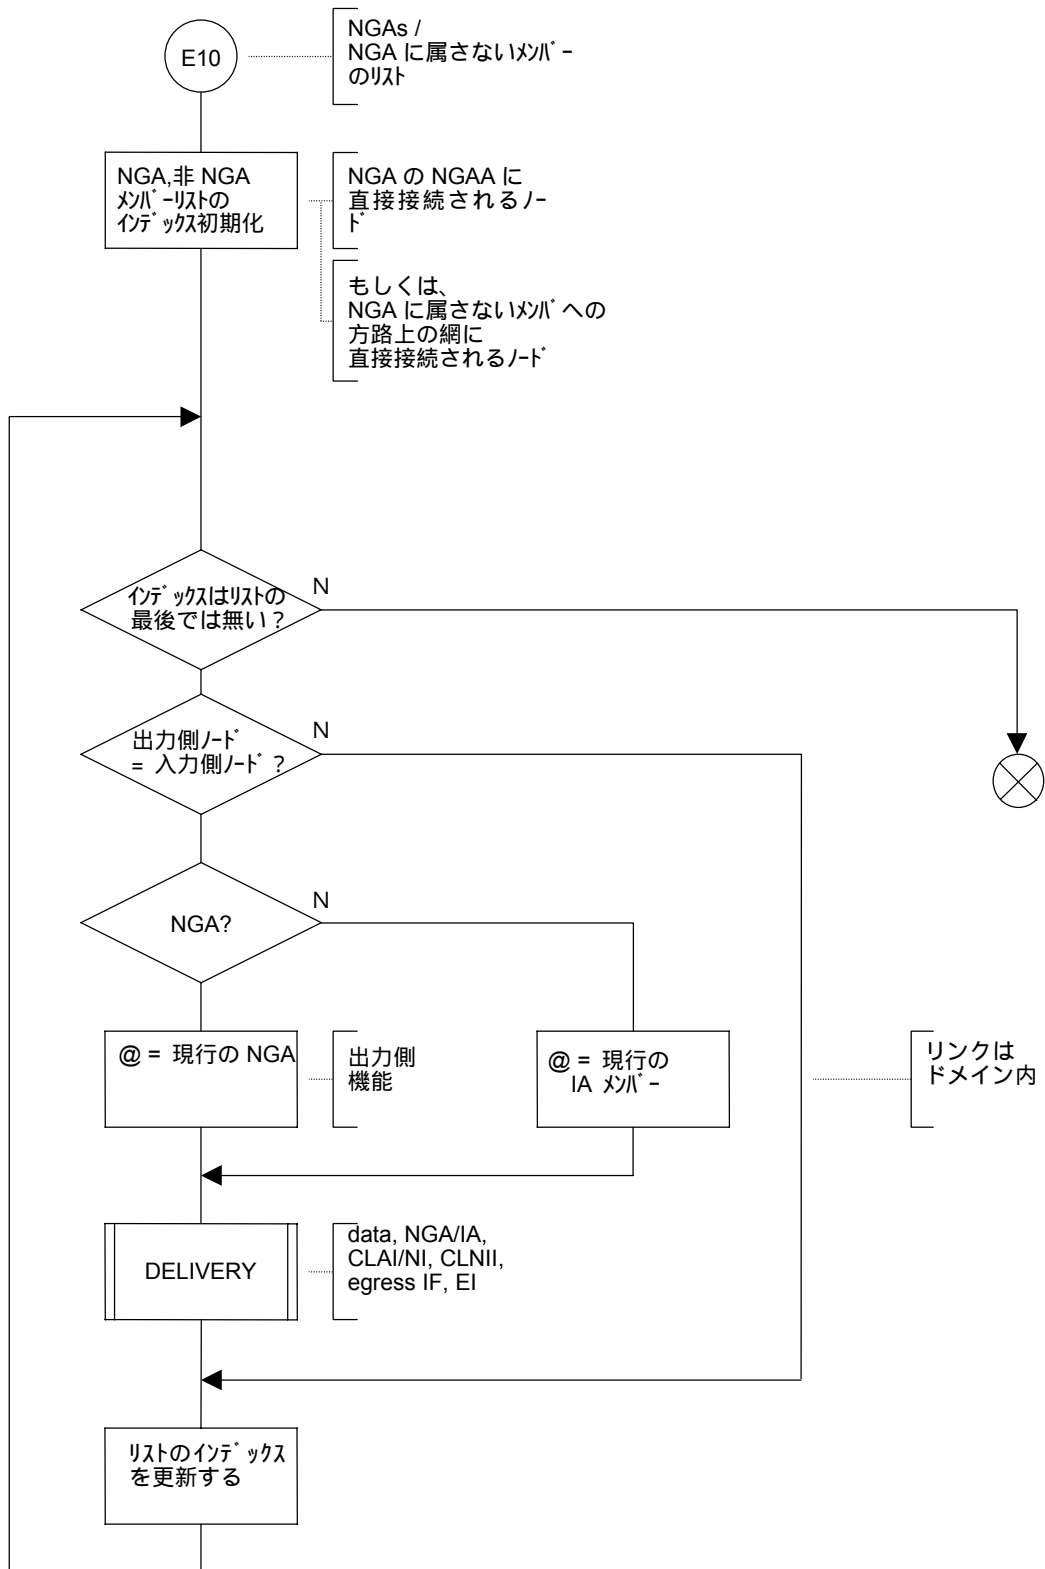 E10
NGAs /
NGA に属さないﾒﾝﾊﾞｰ
のﾘｽﾄ
NGA,非 NGA
ﾒﾝﾊﾞｰﾘｽﾄの
ｲﾝﾃﾞｯｸｽ初期化
NGA の NGAA に
直接接続されるﾉｰ
ﾄﾞ
もしくは、
NGA に属さないﾒﾝﾊﾞへの
方路上の網に
直接接続されるﾉｰﾄﾞ
ｲﾝﾃﾞｯｸｽはﾘｽﾄの
最後では無い？
N
出力側ﾉｰﾄﾞ
= 入力側ﾉｰﾄﾞ？
N
NGA?
N
@ = 現行の NGA
出力側
機能
@ = 現行の
IA ﾒﾝﾊﾞｰ
リンクは
ドメイン内
DELIVERY
data, NGA/IA,
CLAI/NI, CLNII,
egress IF, EI
ﾘｽﾄのｲﾝﾃﾞｯｸｽ
を更新する